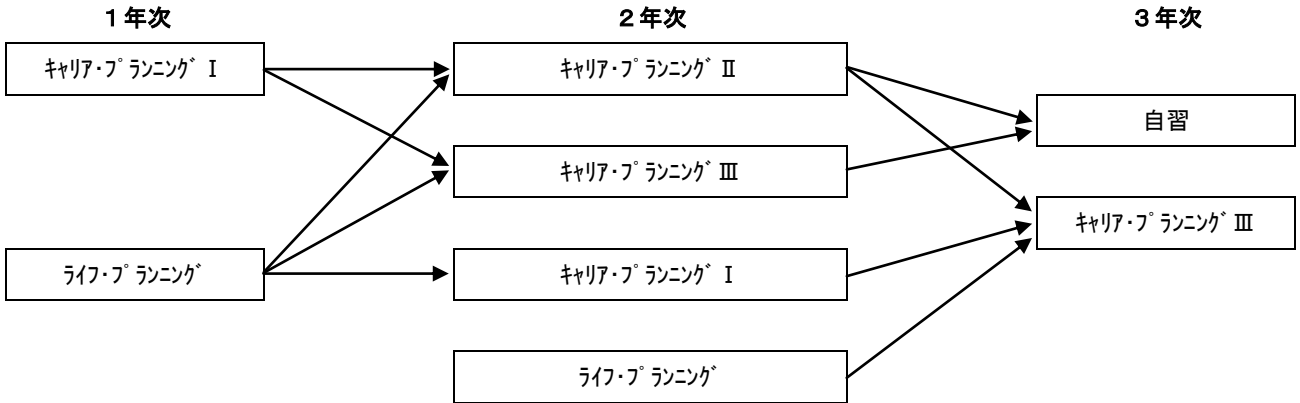 １年次 ２年次 ３年次
ｷｬﾘｱ･ﾌﾟﾗﾝﾆﾝｸﾞ Ⅰ ｷｬﾘｱ･ﾌﾟﾗﾝﾆﾝｸﾞ Ⅱ
自習
ｷｬﾘｱ･ﾌﾟﾗﾝﾆﾝｸﾞ Ⅲ
ｷｬﾘｱ･ﾌﾟﾗﾝﾆﾝｸﾞ Ⅲ
ﾗｲﾌ･ﾌﾟﾗﾝﾆﾝｸﾞ ｷｬﾘｱ･ﾌﾟﾗﾝﾆﾝｸﾞ Ⅰ
ﾗｲﾌ･ﾌﾟﾗﾝﾆﾝｸﾞ